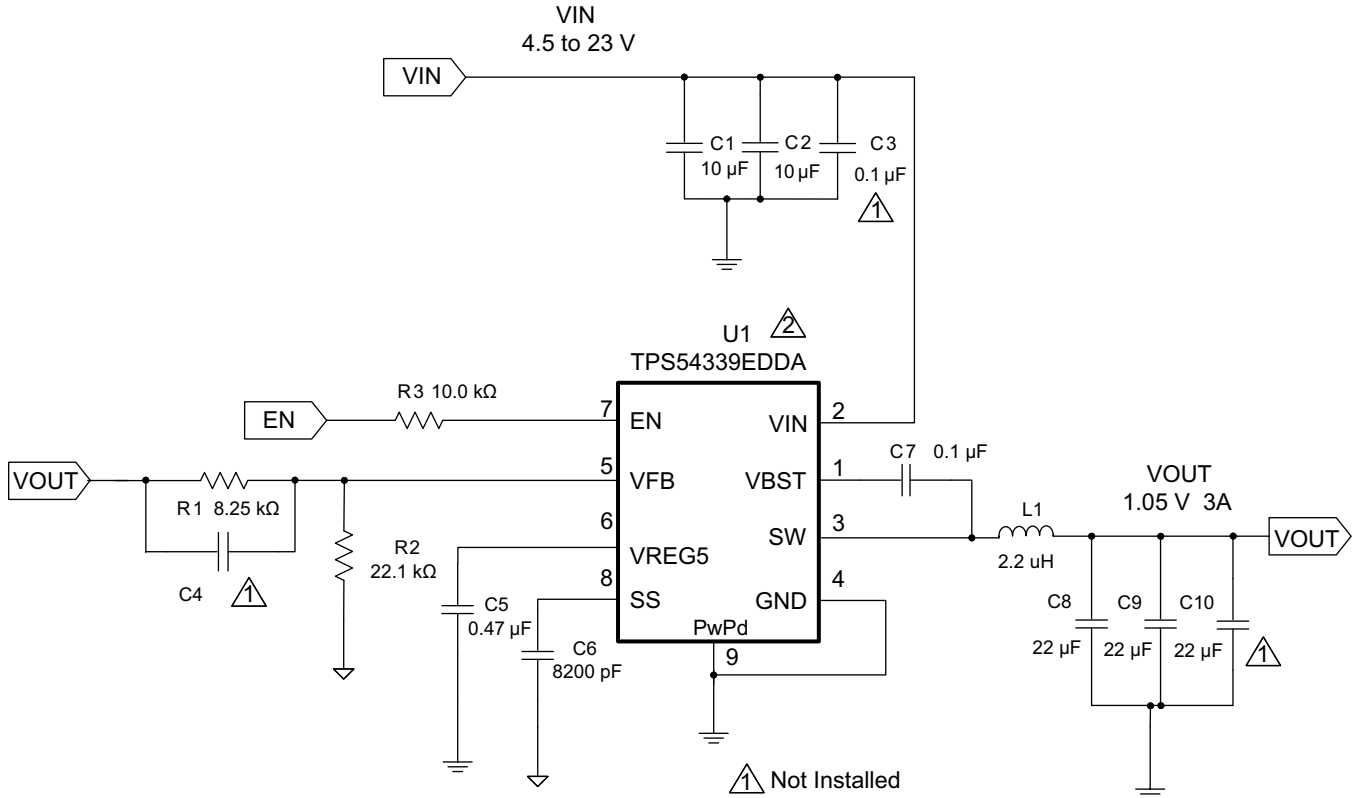 VIN
4.5 to 23 V
VIN
C1
10 µF
C2
10 µF
C3
0.1 µF
1
U1
2
TPS54339EDDA
EN
R3 10.0 kΩ
7
EN
VIN
2
VOUT
R1 8.25 kΩ
C4
1
R2
22.1 kΩ
5
VFB
6
VREG5
8
SS
C5
0.47 µF
C6
8200 pF
VBST
1
C7
0.1 µF
SW
3
GND
4
PwPd
9
L1
2.2 uH
VOUT
1.05 V 3A
VOUT
C8
22 µF
C9
22 µF
C10
22 µF
1
1 Not Installed